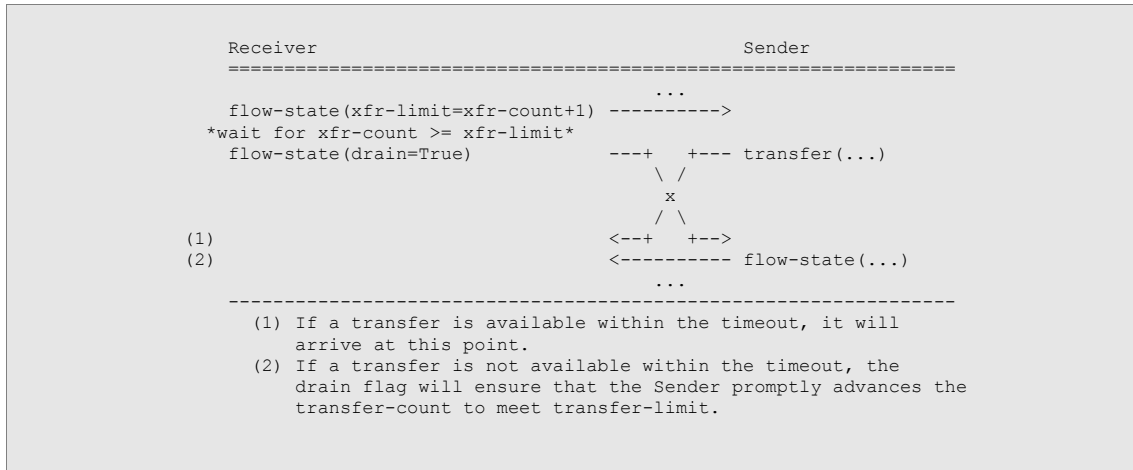 Receiver Sender
=================================================================
...
flow-state(xfr-limit=xfr-count+1) ---------->
*wait for xfr-count >= xfr-limit*
flow-state(drain=True) ---+ +--- transfer(...)
\ /
x
/ \
(1) <--+ +-->
(2) <---------- flow-state(...)
...
-----------------------------------------------------------------
(1) If a transfer is available within the timeout, it will
arrive at this point.
(2) If a transfer is not available within the timeout, the
drain flag will ensure that the Sender promptly advances the
transfer-count to meet transfer-limit.